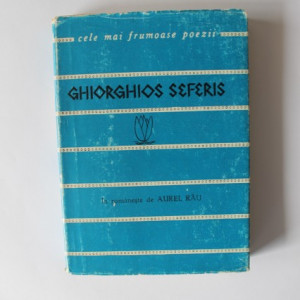 cele mai frumoase poezii
GHIORGHIOS SEFERIS
În românește de AUREL RĂU